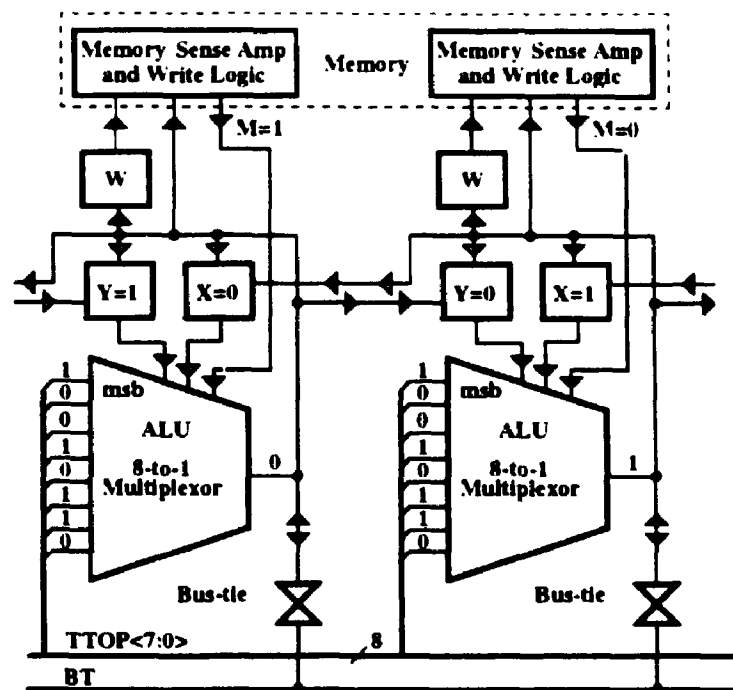 Memory Sense Amp
and Write Logic
Memory
Memory Sense Amp
and Write Logic
M=1
M=0
W
W
Y=1
X=0
Y=0
X=1
1
0
0
1
0
1
1
0
msb
ALU
8-to-1
Multiplexor
0
1
0
0
1
0
1
1
0
msb
ALU
8-to-1
Multiplexor
1
Bus-tie
Bus-tie
TTOP<7:0>
8
BT